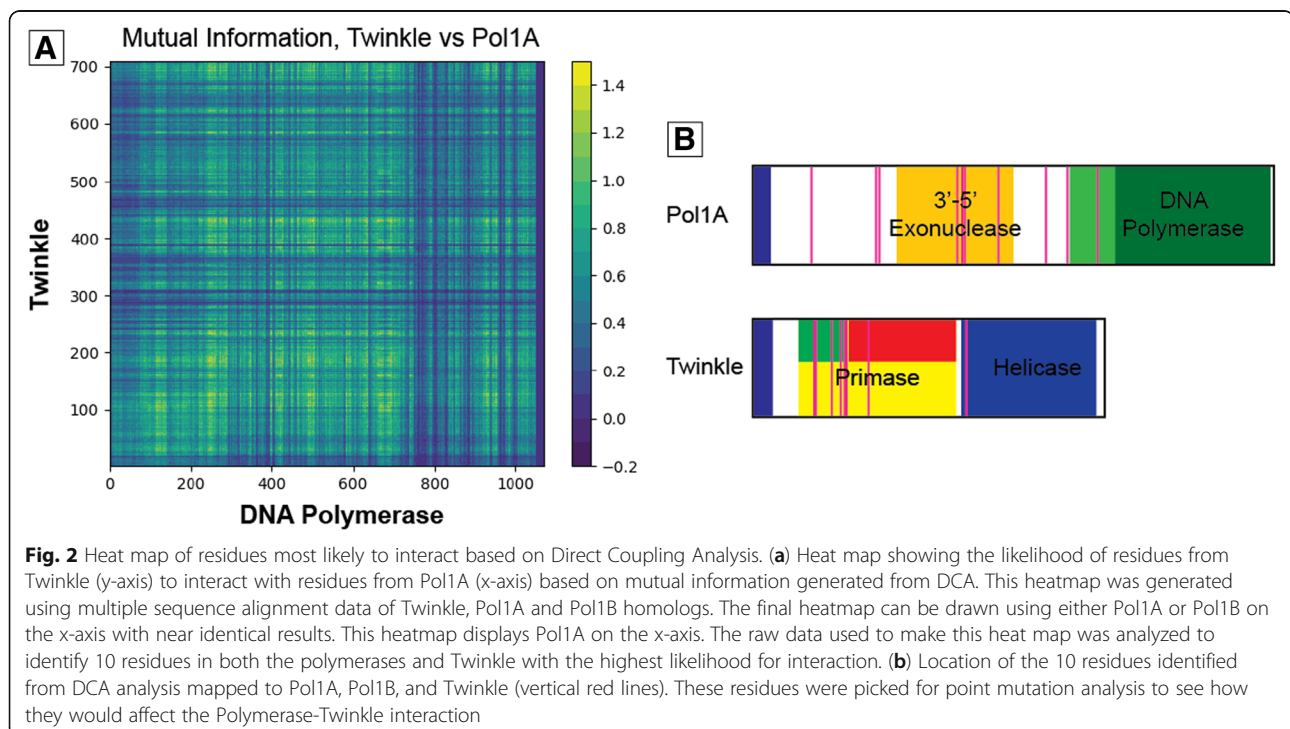 A
Mutual Information, Twinkle vs Pol1A
700
600
500
400
300
200
100
0 200 400 600 800 1000
Twinkle
DNA Polymerase
1.4
1.2
1.0
0.8
0.6
0.4
0.2
0.0
−0.2
B
Pol1A
3'-5'
Exonuclease
DNA
Polymerase
Twinkle
Primase
Helicase
Fig. 2 Heat map of residues most likely to interact based on Direct Coupling Analysis. (a) Heat map showing the likelihood of residues from
Twinkle (y-axis) to interact with residues from Pol1A (x-axis) based on mutual information generated from DCA. This heatmap was generated
using multiple sequence alignment data of Twinkle, Pol1A and Pol1B homologs. The final heatmap can be drawn using either Pol1A or Pol1B on
the x-axis with near identical results. This heatmap displays Pol1A on the x-axis. The raw data used to make this heat map was analyzed to
identify 10 residues in both the polymerases and Twinkle with the highest likelihood for interaction. (b) Location of the 10 residues identified
from DCA analysis mapped to Pol1A, Pol1B, and Twinkle (vertical red lines). These residues were picked for point mutation analysis to see how
they would affect the Polymerase-Twinkle interaction